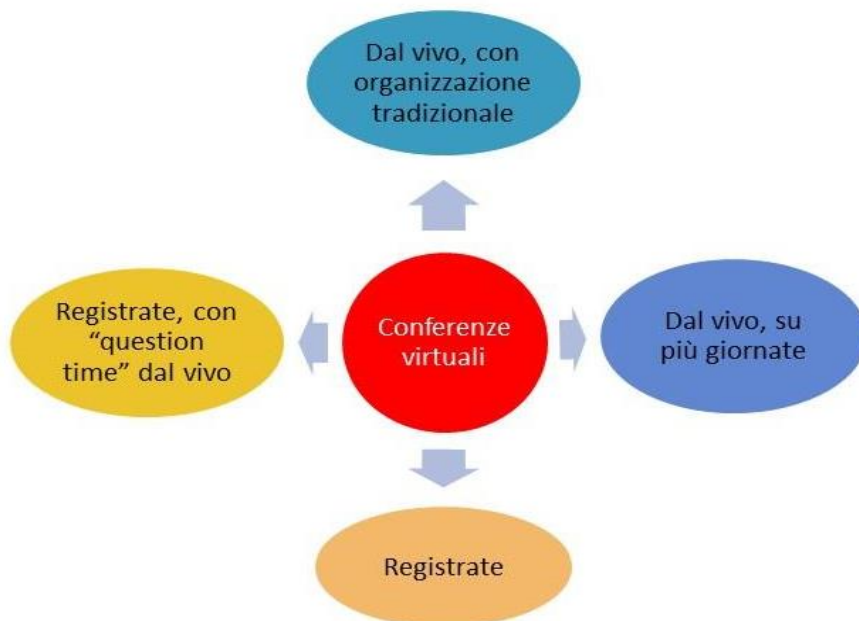 Dal vivo, con
organizzazione
tradizionale
Registrate, con
“question
time” dal vivo
Conferenze
virtuali
Dal vivo, su
più giornate
Registrate